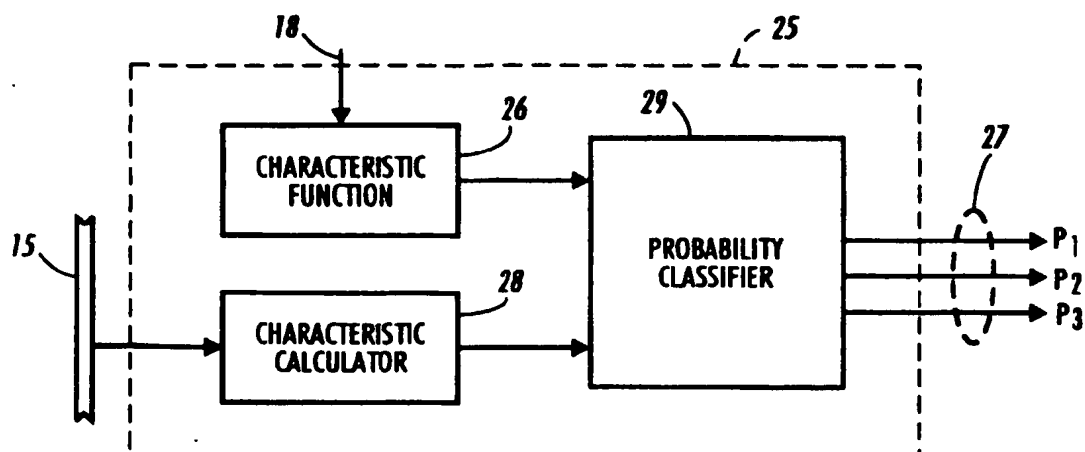 18
25
26
29
CHARACTERISTIC
FUNCTION
27
15
PROBABILITY
CLASSIFIER
P1
P2
P3
28
CHARACTERISTIC
CALCULATOR